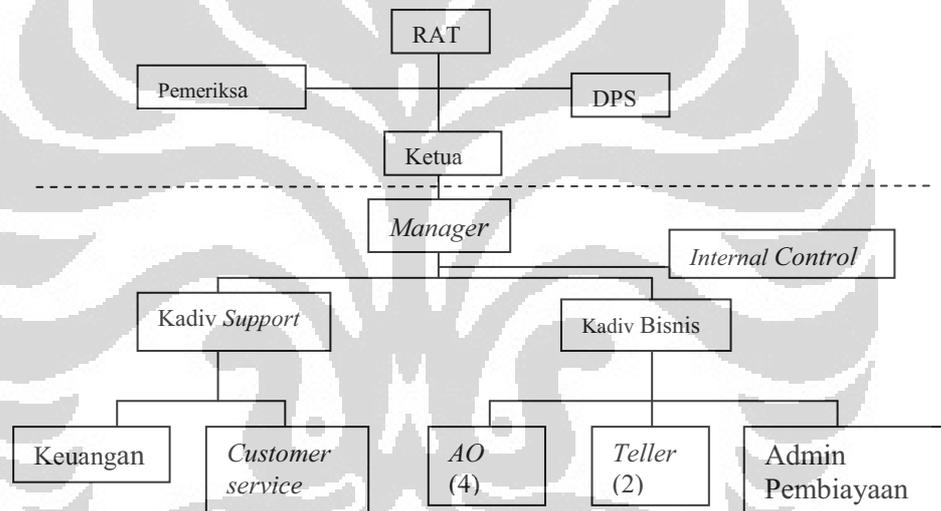 RAT
Pemeriksa
DPS
Ketua
Manager
Internal Control
Kadiv Support
Kadiv Bisnis
Keuangan
Customer
service
AO
(4)
Teller
(2)
Admin
Pembiayaan